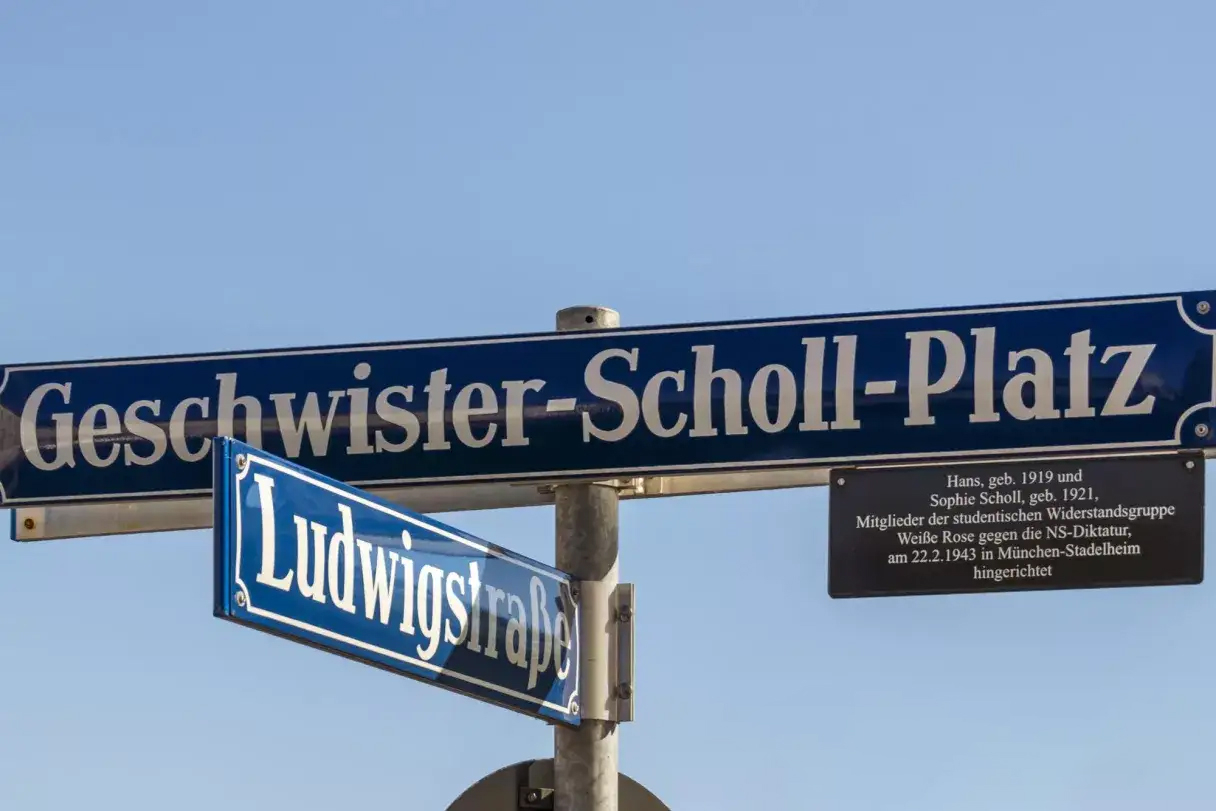 Geschwister-Scholl-Platz
Ludwigstraße
Hans, geb. 1919 und
Sophie Scholl, geb. 1921,
Mitglieder der studentischen Widerstandsgruppe
Weiße Rose gegen die NS-Diktatur,
am 22.2.1943 in München-Stadelheim
hingerichtet